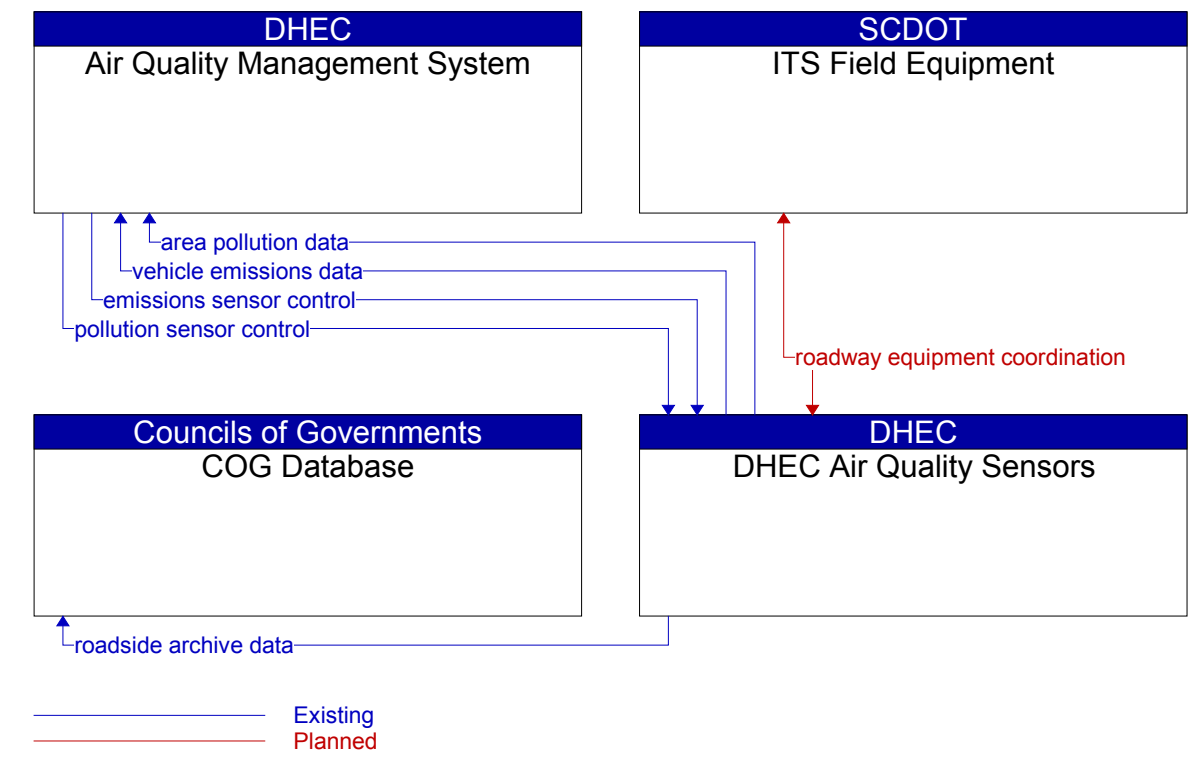 DHEC
Air Quality Management System
SCDOT
ITS Field Equipment
area pollution data
vehicle emissions data
emissions sensor control
pollution sensor control
roadway equipment coordination
Councils of Governments
COG Database
DHEC
DHEC Air Quality Sensors
roadside archive data
Existing
Planned